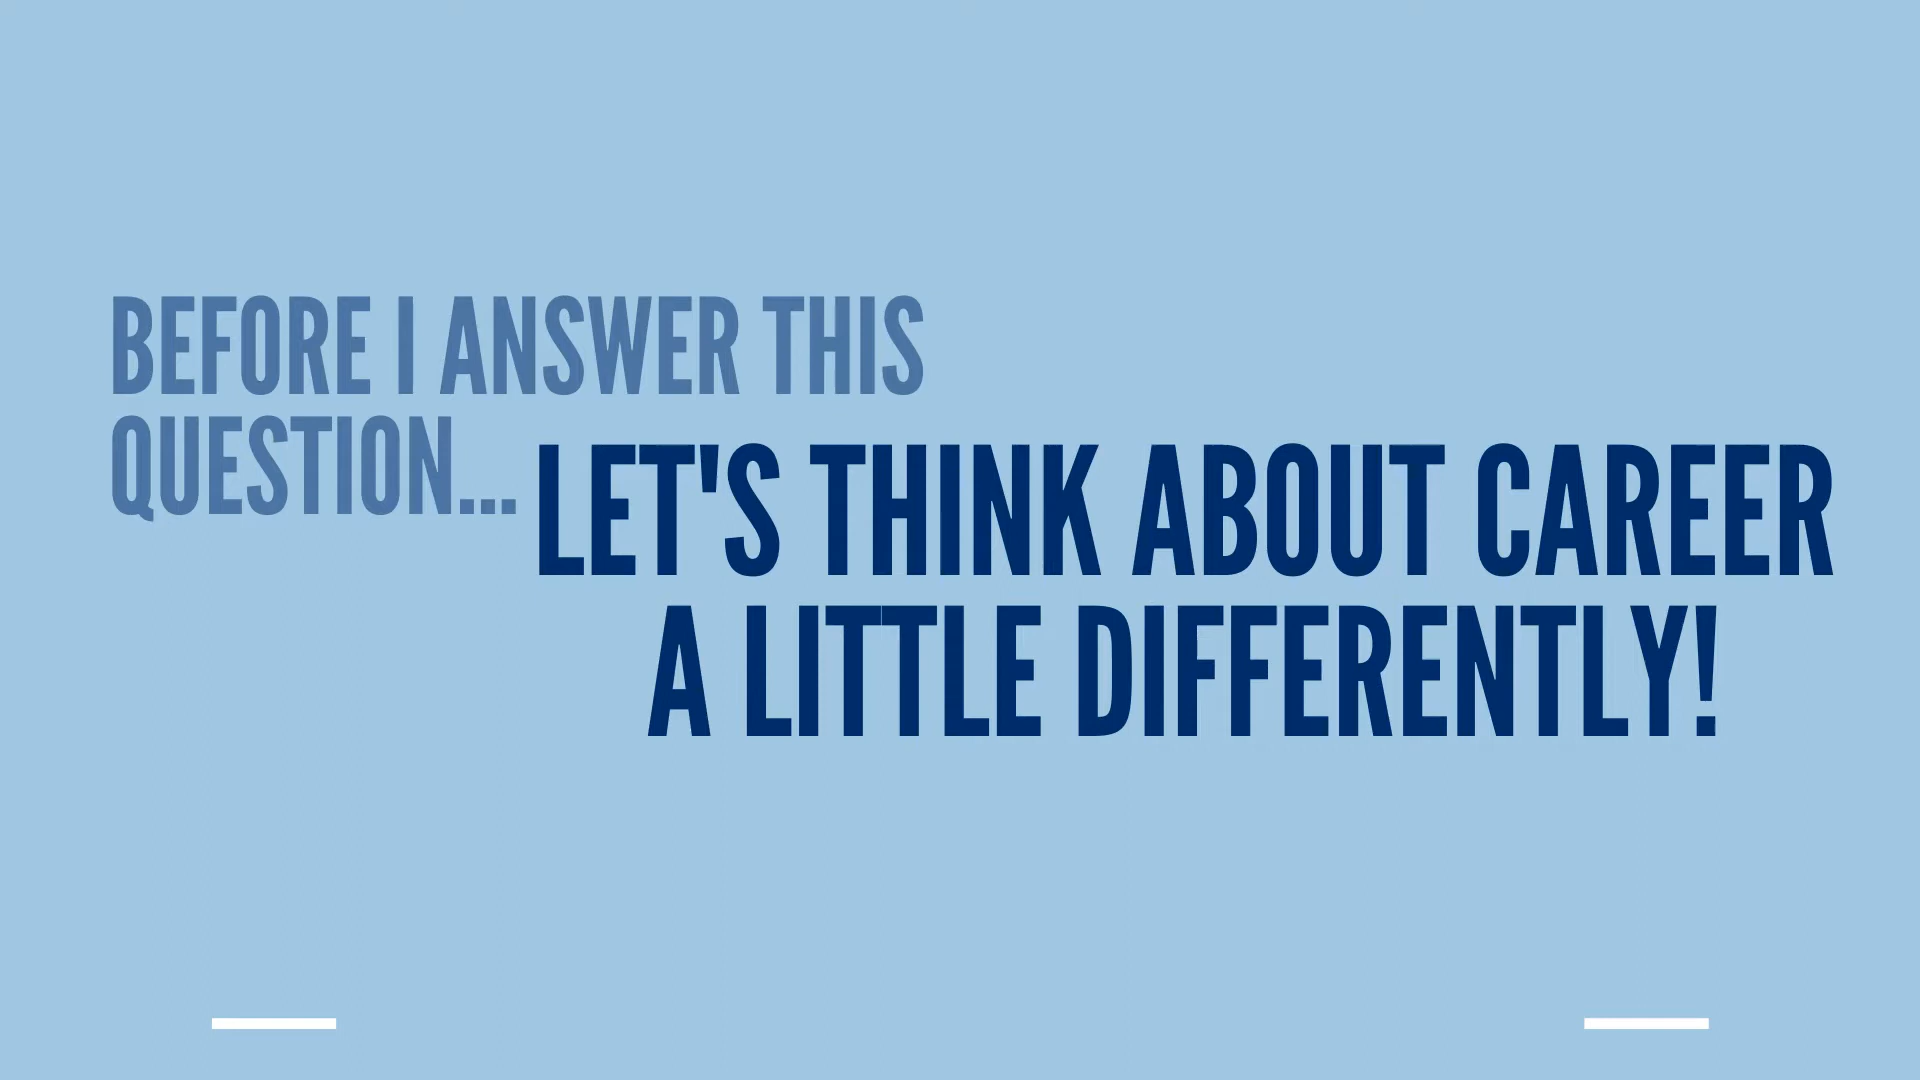 BEFORE I ANSWER THIS
QUESTION...
LET'S THINK ABOUT CAREER
A LITTLE DIFFERENTLY!